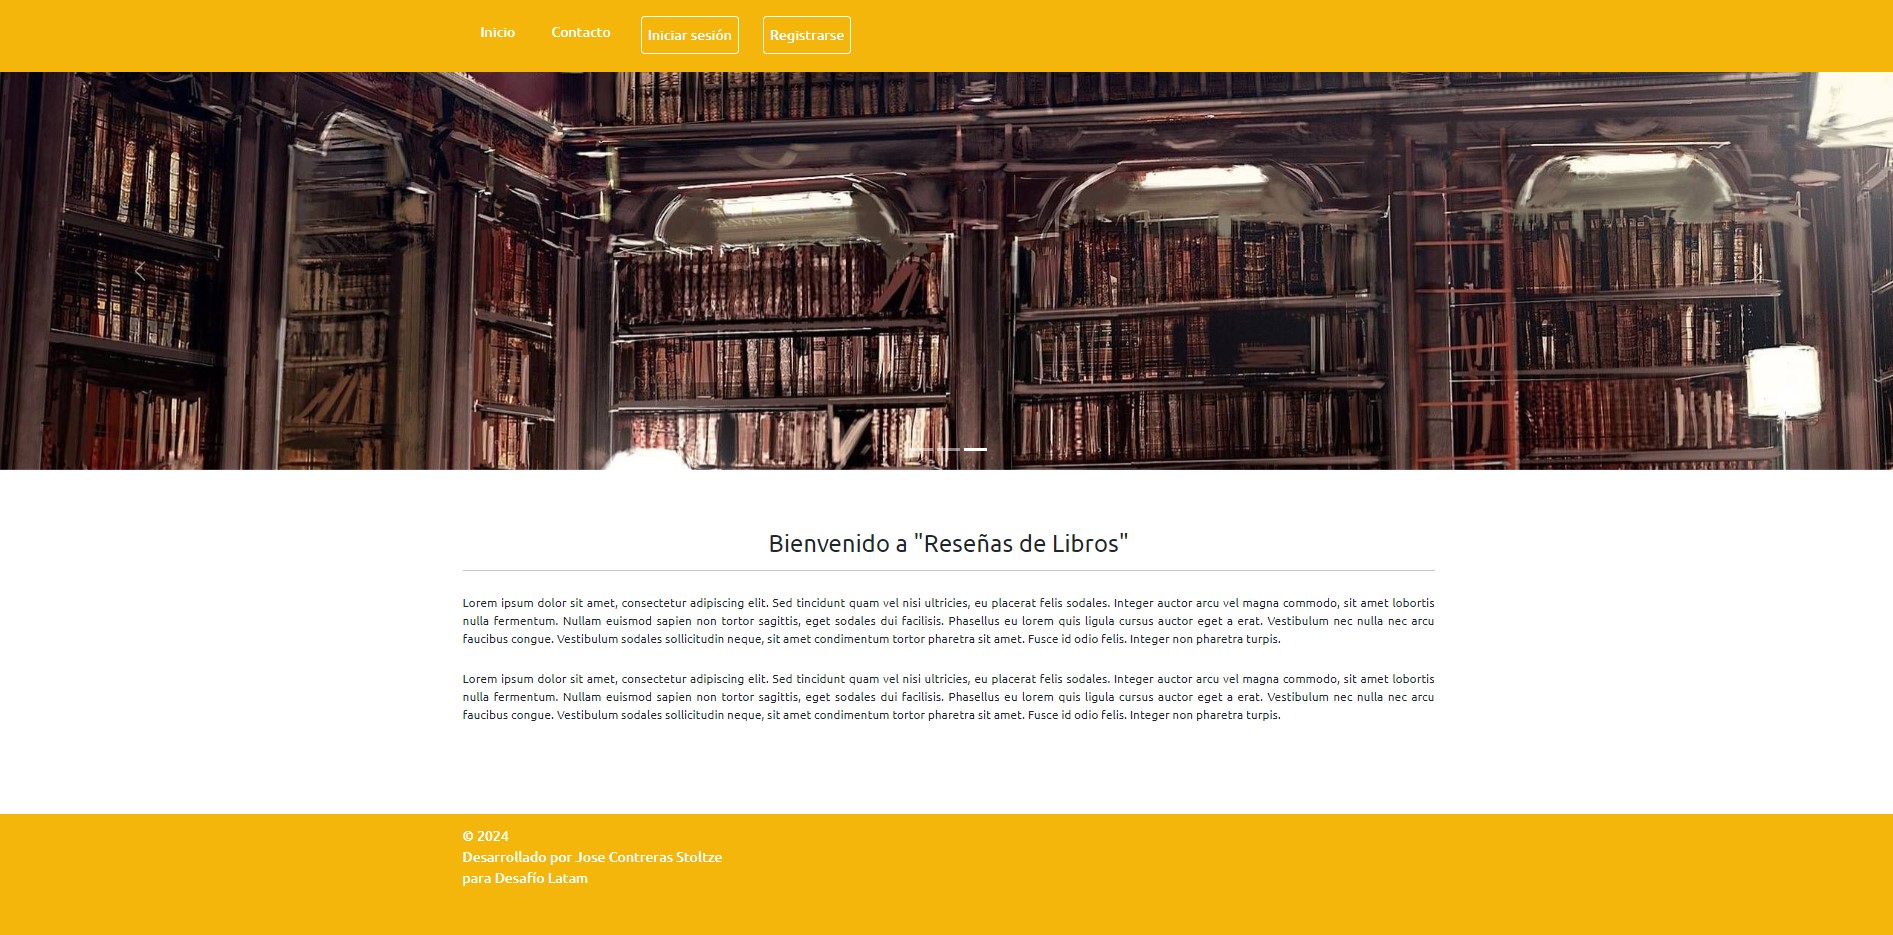 Inicio Contacto Iniciar sesión Registrarse
Bienvenido a "Reseñas de Libros"
Lorem ipsum dolor sit amet, consectetur adipiscing elit. Sed tincidunt quam vel nisi ultricies, eu placerat felis sodales. Integer auctor arcu vel magna commodo, sit amet lobortis
nulla fermentum. Nullam euismod sapien non tortor sagittis, eget sodales dui facilisis. Phasellus eu lorem quis ligula cursus auctor eget a erat. Vestibulum nec nulla nec arcu
faucibus congue. Vestibulum sodales sollicitudin neque, sit amet condimentum tortor pharetra sit amet. Fusce id odio felis. Integer non pharetra turpis.
Lorem ipsum dolor sit amet, consectetur adipiscing elit. Sed tincidunt quam vel nisi ultricies, eu placerat felis sodales. Integer auctor arcu vel magna commodo, sit amet lobortis
nulla fermentum. Nullam euismod sapien non tortor sagittis, eget sodales dui facilisis. Phasellus eu lorem quis ligula cursus auctor eget a erat. Vestibulum nec nulla nec arcu
faucibus congue. Vestibulum sodales sollicitudin neque, sit amet condimentum tortor pharetra sit amet. Fusce id odio felis. Integer non pharetra turpis.
© 2024
Desarrollado por Jose Contreras Stoltze
para Desafío Latam